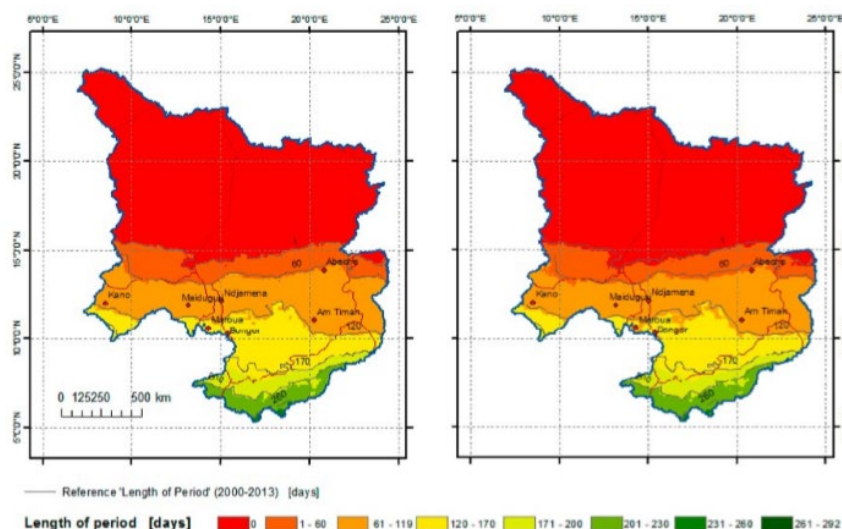 5°0'0"E 10°0'0"E 15°0'0"E 20°0'0"E 25°0'0"E
5°0'0"E 10°0'0"E 15°0'0"E 20°0'0"E 25°0'0"E
25°0'0"N
20°0'0"N
15°0'0"N
10°0'0"N
5°0'0"N
60
Abeche
Kano
Maidugu
Ndjamena
Maroua
Bongor
Am Timan
120
170
260
0 125250 500 km
60
Abeche
Kano
Maidugu
Ndjamena
Maroua
Bongor
Am Timan
120
170
260
Reference 'Length of Period' (2000-2013) [days]
Length of period [days] 0 1 - 60 61 - 119 120 - 170 171 - 200 201 - 230 231 - 260 261 - 292